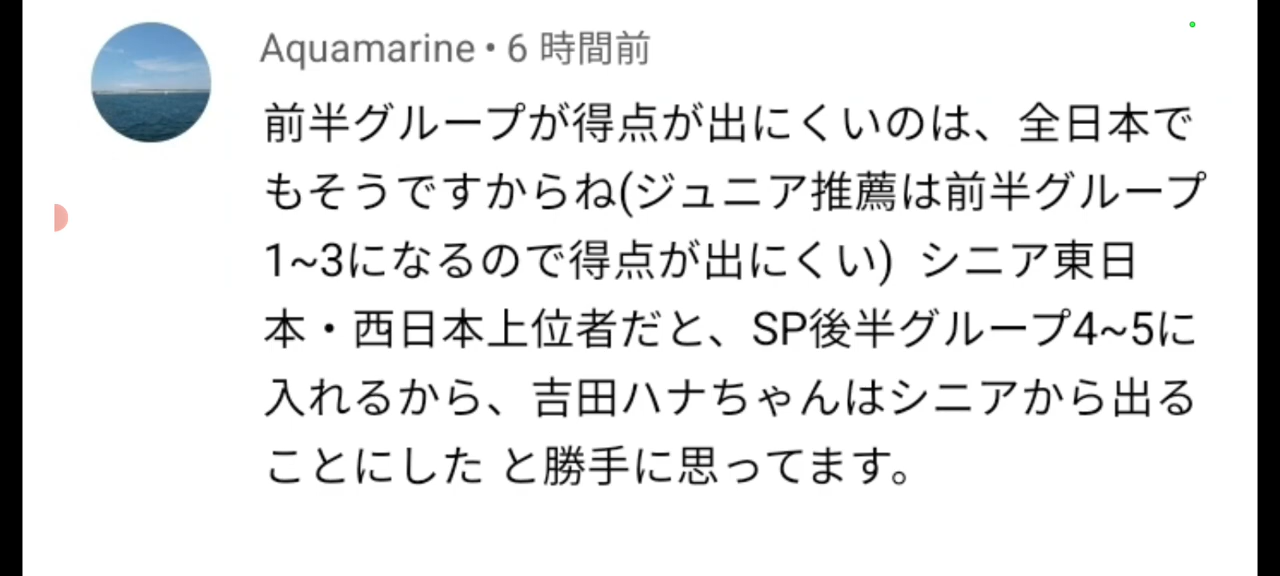 Aquamarine • 6 時間前
前半グループが得点が出にくいのは、全日本で
もそうですからね(ジュニア推薦は前半グループ
1~3になるので得点が出にくい) シニア東日
本・西日本上位者だと、SP後半グループ4~5に
入れるから、吉田ハナちゃんはシニアから出る
ことにした と勝手に思ってます。